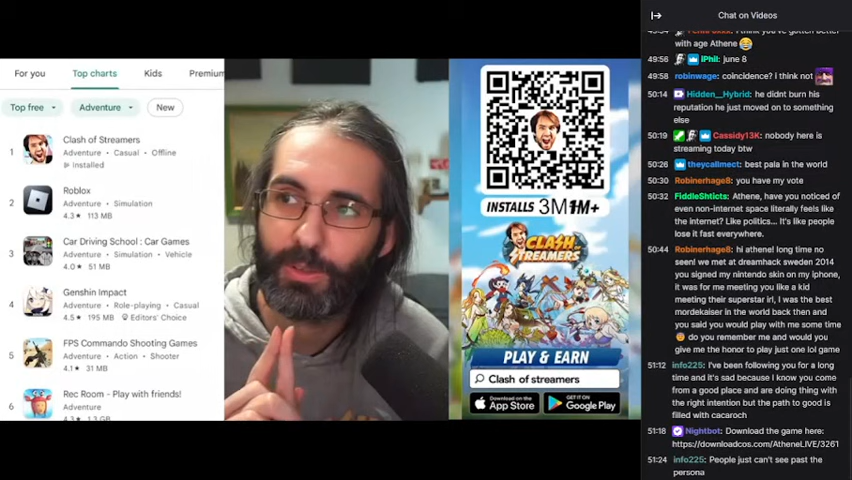 For you
Top charts
Kids
Premium
Top free
Adventure
New
1
Clash of Streamers
Adventure • Casual • Offline
Installed
2
Roblox
Adventure • Simulation
4.3★ 113 MB
3
Car Driving School : Car Games
Adventure • Simulation • Vehicle
4.0★ 51 MB
4
Genshin Impact
Adventure • Role-playing • Casual
4.5★ 195 MB Editors' Choice
5
FPS Commando Shooting Games
Adventure • Action • Shooter
4.1★ 31 MB
6
Rec Room - Play with friends!
Adventure
INSTALLS 3M
CLASH OF
STREAMERS
PLAY & EARN
Clash of streamers
Download on the
App Store
GET IT ON
Google Play
Chat on Videos
with age Athene
49:56 iPhil: june 8
49:58 robinwage: coincidence? i think not
50:14 Hidden__Hybrid: he didnt burn his
reputation he just moved on to something
else
50:19 Cassidy13K: nobody here is
streaming today btw
50:26 theycallmect: best pala in the world
50:30 Robinerhage8: you have my vote
50:32 FiddleShticts: Athene, have you noticed of
even non-internet space literally feels like
the internet? Like politics... It's like people
lose it fast everywhere.
50:44 Robinerhage8: hi athene! long time no
seen! we met at dreamhack sweden 2014
you signed my nintendo skin on my iphone,
it was for me meeting you like a kid
meeting their superstar irl, I was the best
mordekaiser in the world back then and
you said you would play with me some time
do you remember me and would you
give me the honor to play just one lol game
51:12 info225: I've been following you for a
long time and it's sad because I know you come
from a good place and are doing thing with
the right intention but the path to good is
filled with cacaroch
51:18 Nightbot: Download the game here:
https://downloadcos.com/AtheneLIVE/3261
51:24 info225: People just can't see past the
persona